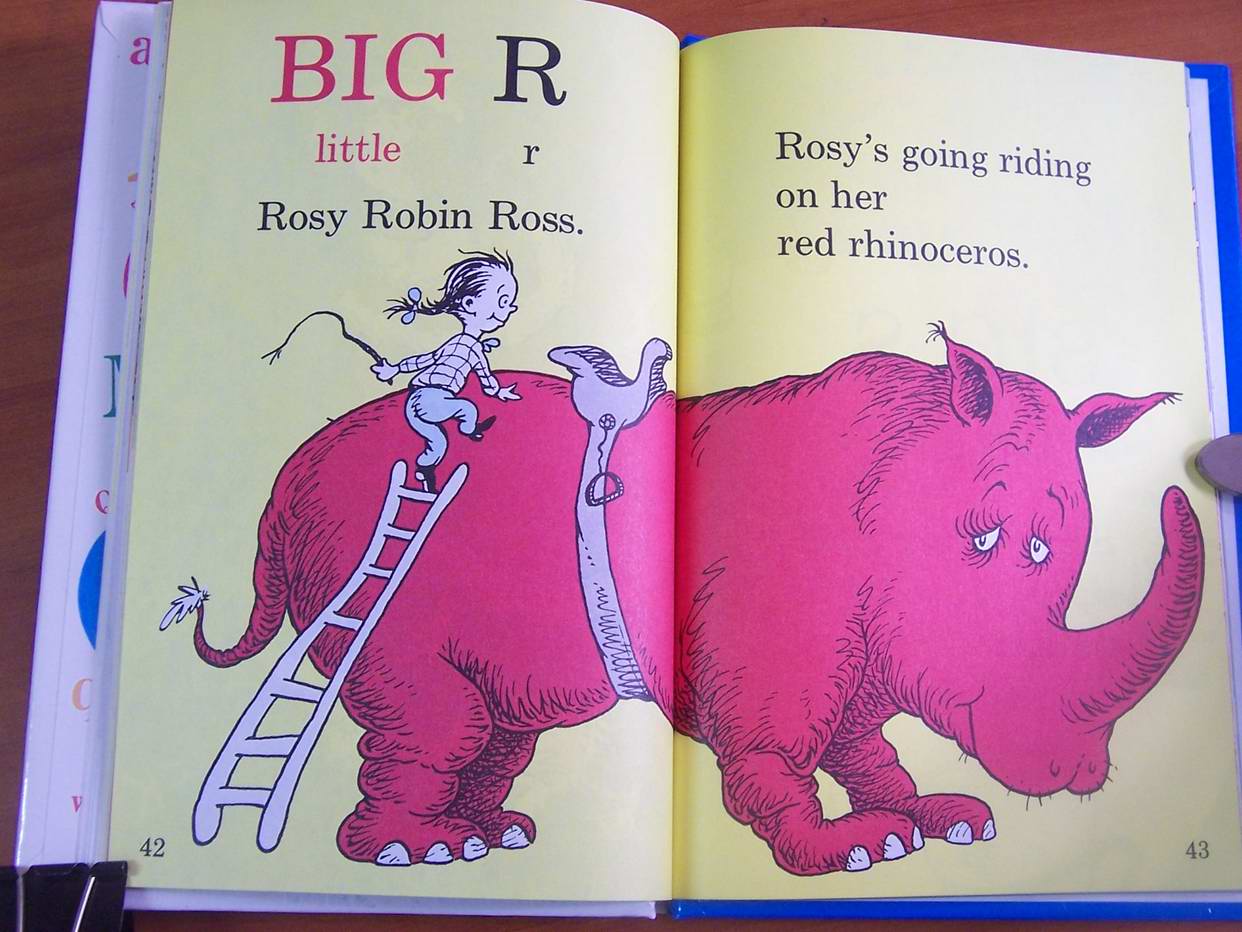 BIG R
little r
Rosy Robin Ross.
42
Rosy's going riding
on her
red rhinoceros.
43